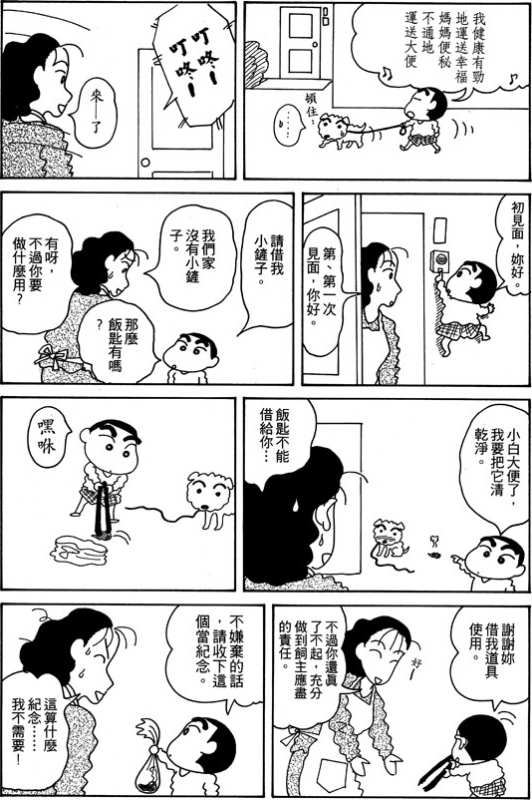 我健康有勁
地運送幸福
媽媽便秘
不通地
運送大便
頓住‥
‥‥‥
叮咚ー
叮咚ー
來─了
初見面，妳好。
第、第一次
見面，你好。
請借我
小鏟子。
我們家
沒有小鏟
子。
那麼
飯匙有嗎
？
有呀，
不過你要
做什麼用？
小白大便了，
我要把它清
乾淨。
飯匙不能
借給你…
嘿咻
謝謝妳
借我道具
使用。
好─
不過你還真
了不起，充分
做到飼主應盡
的責任。
不嫌棄的話
，請收下這
個當紀念。
這算什麼
紀念……
我不需要！